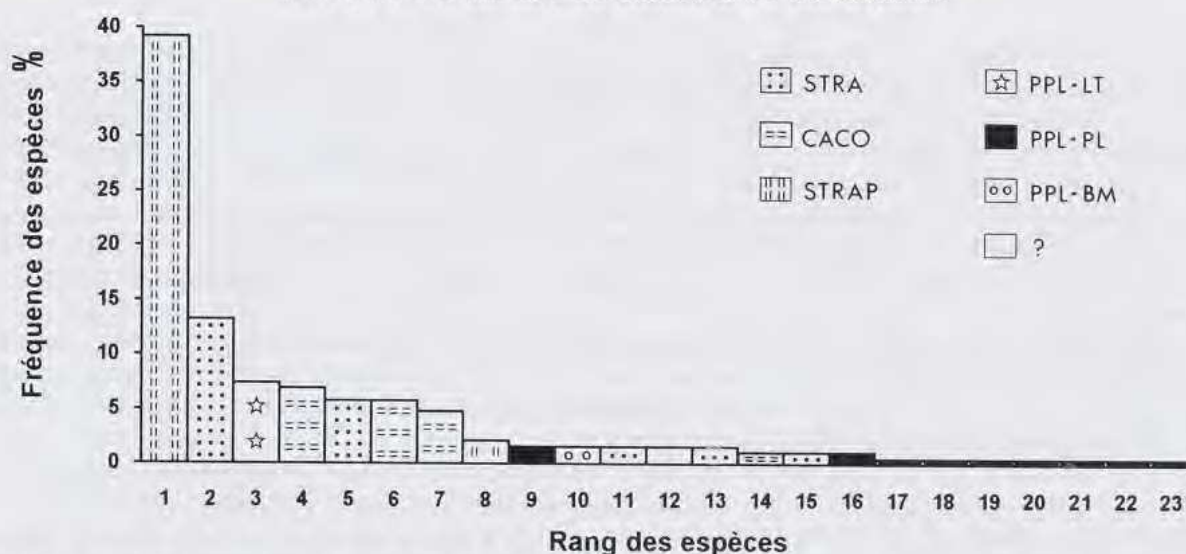 Fréquence des espèces %
40
35
30
25
20
15
10
5
0
STRA
CACO
STRAP
PPL-LT
PPL-PL
PPL-BM
?
1 2 3 4 5 6 7 8 9 10 11 12 13 14 15 16 17 18 19 20 21 22 23
Rang des espèces